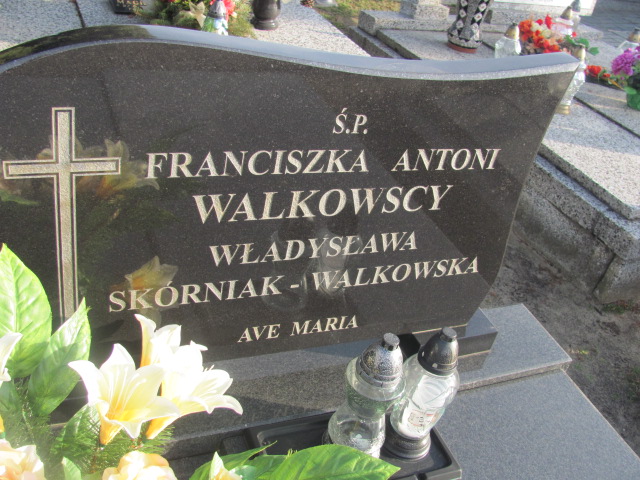 Ś.P.
FRANCISZKA ANTONI
WALKOWSCY
WŁADYSŁAWA
SKÓRNIAK - WALKOWSKA
AVE MARIA